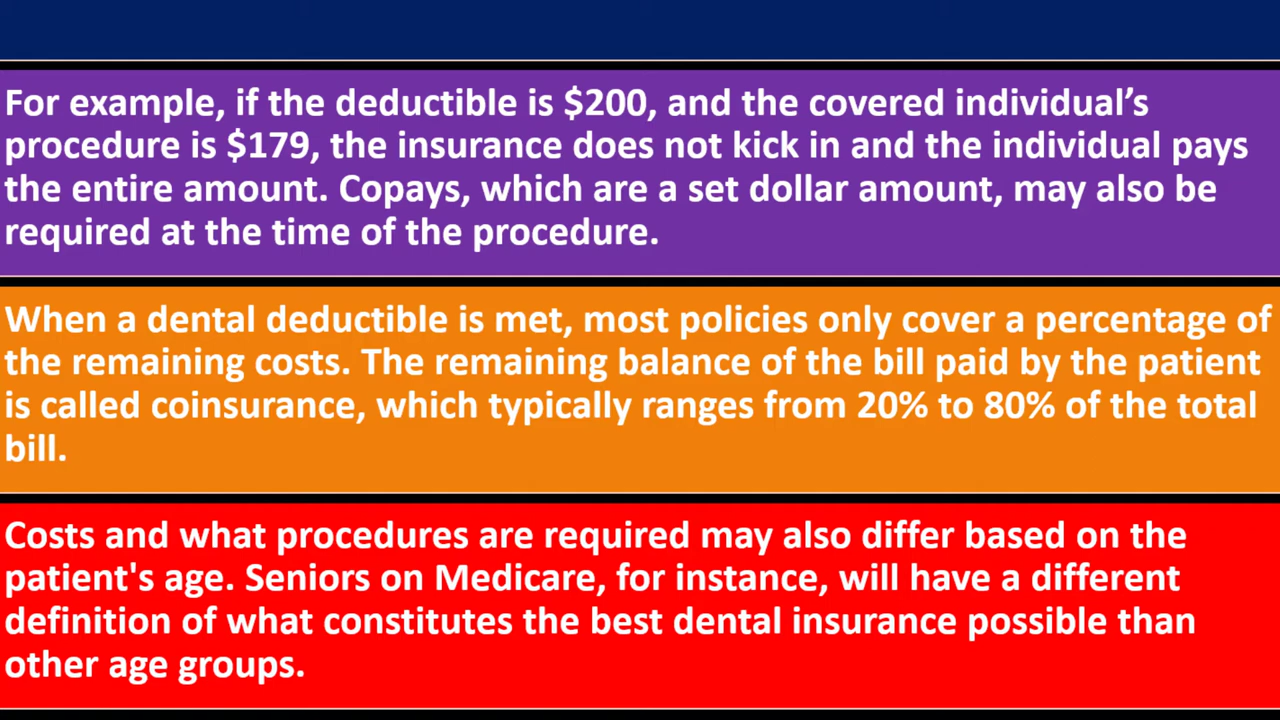 For example, if the deductible is $200, and the covered individual’s
procedure is $179, the insurance does not kick in and the individual pays
the entire amount. Copays, which are a set dollar amount, may also be
required at the time of the procedure.
When a dental deductible is met, most policies only cover a percentage of
the remaining costs. The remaining balance of the bill paid by the patient
is called coinsurance, which typically ranges from 20% to 80% of the total
bill.
Costs and what procedures are required may also differ based on the
patient's age. Seniors on Medicare, for instance, will have a different
definition of what constitutes the best dental insurance possible than
other age groups.